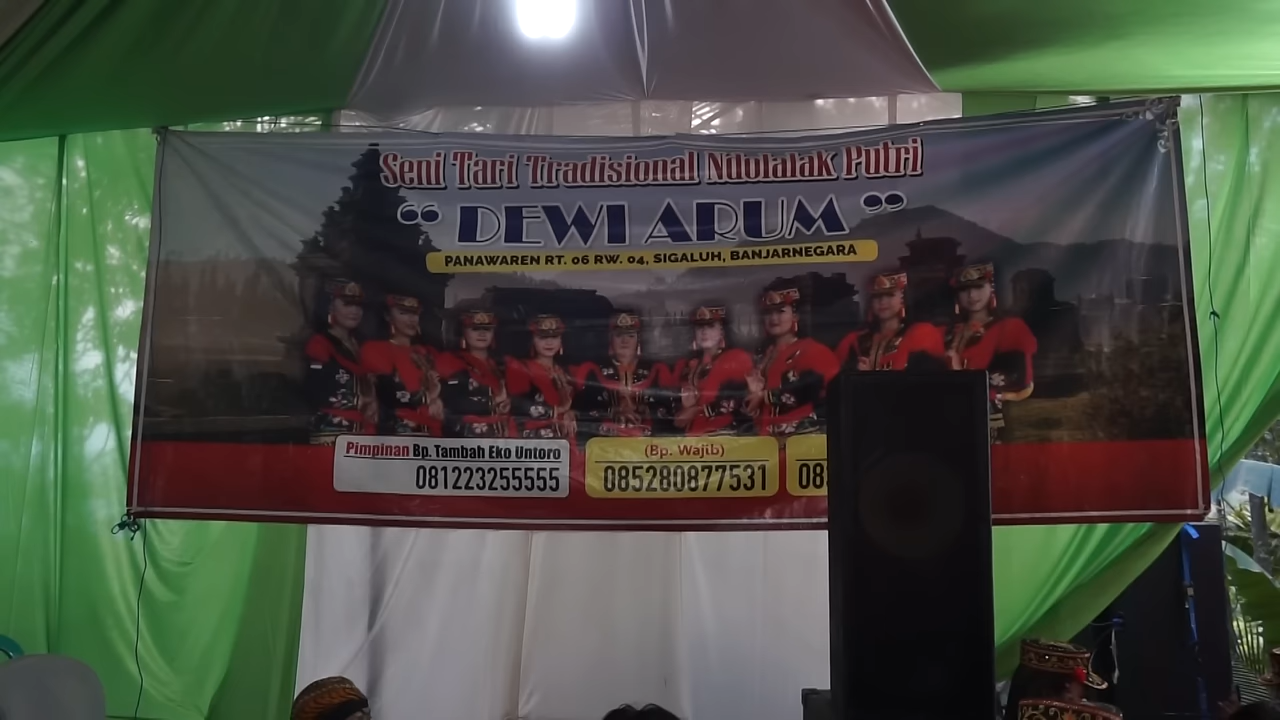 Seni Tari Tradisional Ndolalak Putri
“ DEWI ARUM ”
PANAWAREN RT. 06 RW. 04, SIGALUH, BANJARNEGARA
Pimpinan Bp. Tambah Eko Untoro
081223255555
(Bp. Wajib)
085280877531